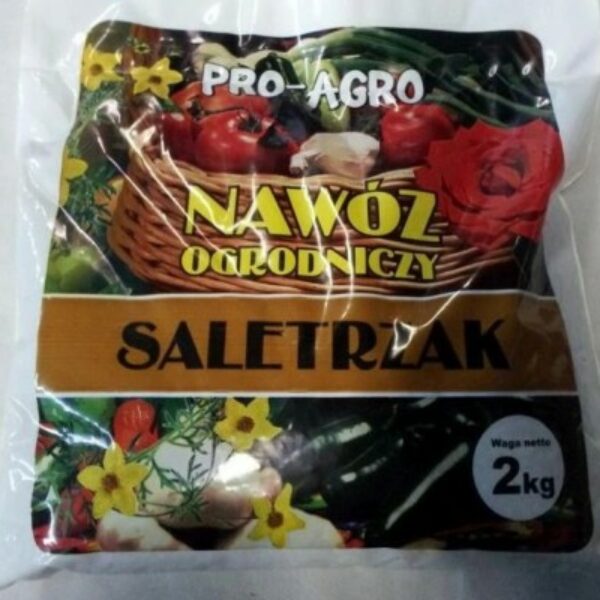 PRO-AGRO
NAWÓZ
OGRODNICZY
SALETRZAK
Waga netto
2kg